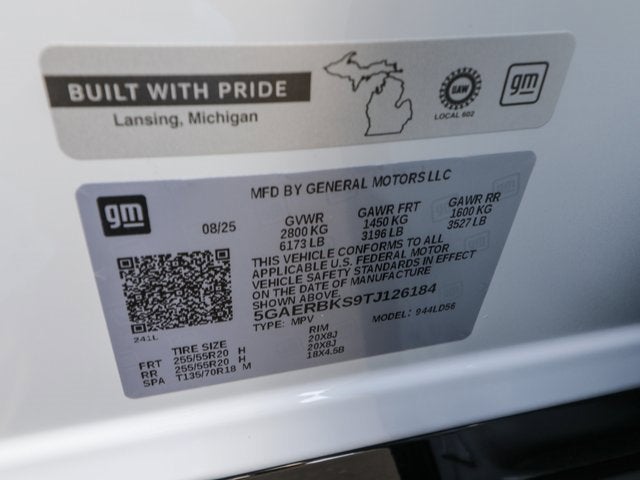 BUILT WITH PRIDE
Lansing, Michigan
UAW
LOCAL 602
gm
gm
MFD BY GENERAL MOTORS LLC
08/25
GVWR GAWR FRT GAWR RR
2800 KG 1450 KG 1600 KG
6173 LB 3196 LB 3527 LB
THIS VEHICLE CONFORMS TO ALL
APPLICABLE U.S. FEDERAL MOTOR
VEHICLE SAFETY STANDARDS IN EFFECT
ON THE DATE OF MANUFACTURE
SHOWN ABOVE.
5GAERBKS9TJ126184
TYPE: MPV MODEL: 944LD56
241L
TIRE SIZE RIM
FRT 255/55R20 H 20X8J
RR 255/55R20 H 20X8J
SPA T135/70R18 M 18X4.5B